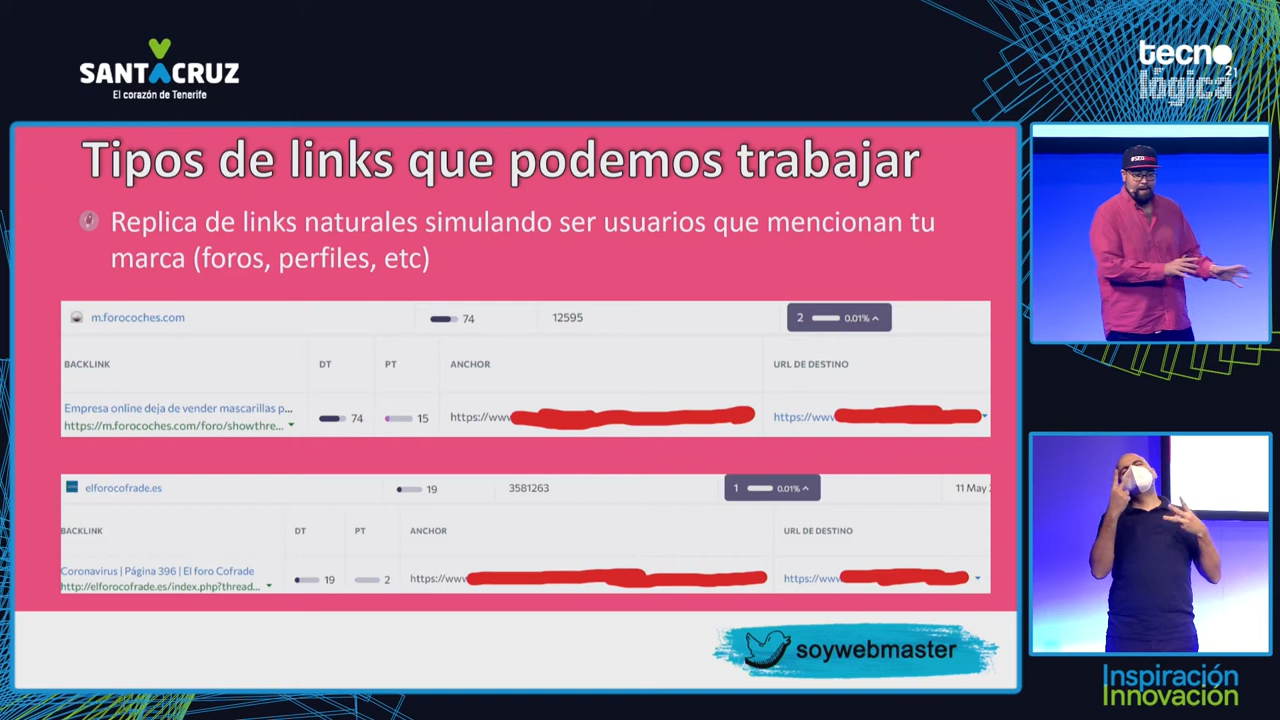 SANTACRUZ
El corazón de Tenerife
tecno
lógica
21
Tipos de links que podemos trabajar
Replica de links naturales simulando ser usuarios que mencionan tu
marca (foros, perfiles, etc)
m.forocoches.com 74 12595 2 0.01%
BACKLINK DT PT ANCHOR URL DE DESTINO
Empresa online deja de vender mascarillas p...
https://m.forocoches.com/foro/showthre... 74 15 https://www https://www
elforocofrade.es 19 3581263 1 0.01% 11 May
BACKLINK DT PT ANCHOR URL DE DESTINO
Coronavirus | Página 396 | El foro Cofrade
http://elforocofrade.es/index.php?thread... 19 2 https://www https://www
soywebmaster
Inspiración
Innovación